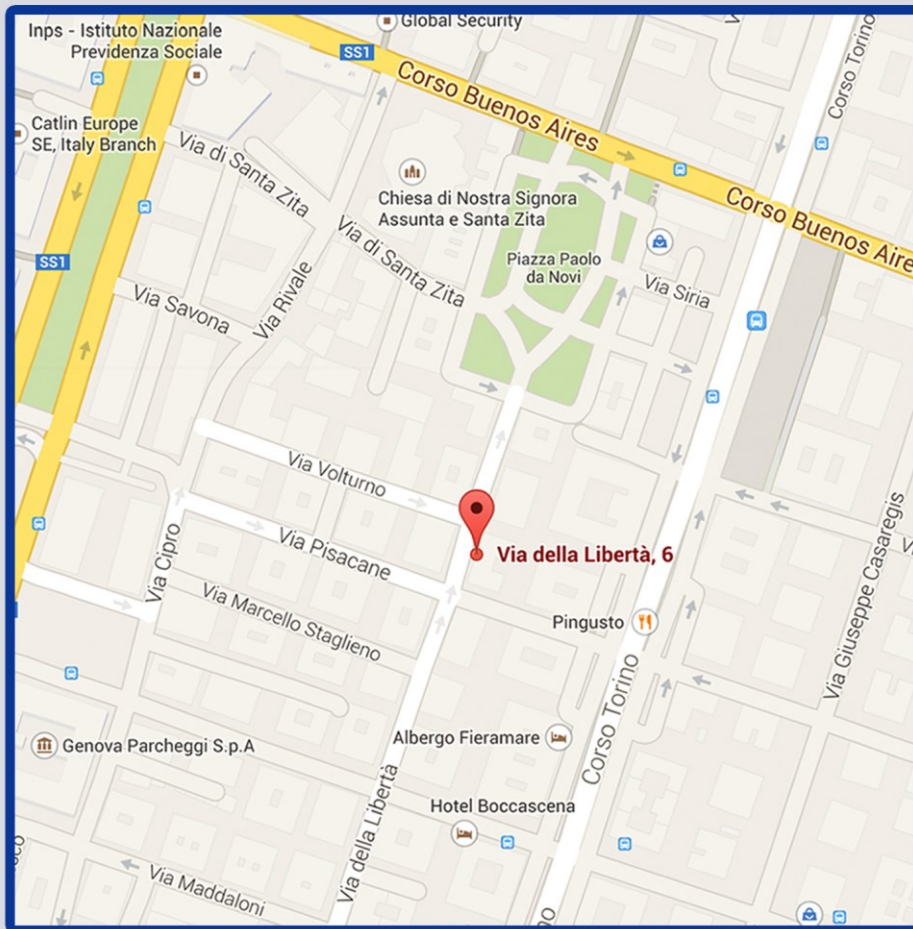 Global Security
Inps - Istituto Nazionale
Previdenza Sociale
SS1
Corso Buenos Aires
Corso Torino
Catlin Europe
SE, Italy Branch
Via di Santa Zita
Chiesa di Nostra Signora
Assunta e Santa Zita
Corso Buenos Aire
Via di Santa Zita
Piazza Paolo
da Novi
SS1
Via Siria
Via Rivale
Via Savona
Via Volturno
Via Pisacane
Via Cipro
Via della Libertà, 6
Via Giuseppe Casaregis
Via Marcello Staglieno
Pingusto
Corso Torino
Albergo Fieramare
Genova Parcheggi S.p.A
Via della Libertà
Hotel Boccascena
Via Maddaloni